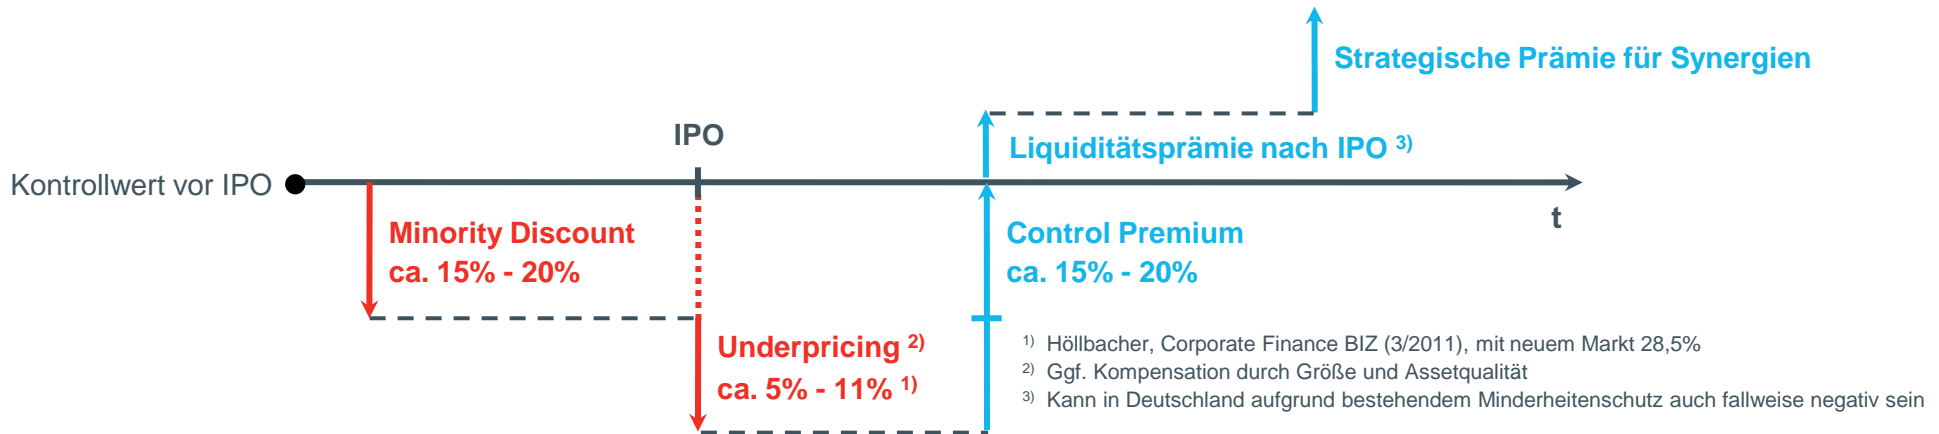 Strategische Prämie für Synergien
IPO
Liquiditätsprämie nach IPO 3)
Kontrollwert vor IPO
t
Minority Discount
ca. 15% - 20%
Control Premium
ca. 15% - 20%
Underpricing 2)
ca. 5% - 11% 1)
1) Höllbacher, Corporate Finance BIZ (3/2011), mit neuem Markt 28,5%
2) Ggf. Kompensation durch Größe und Assetqualität
3) Kann in Deutschland aufgrund bestehendem Minderheitenschutz auch fallweise negativ sein